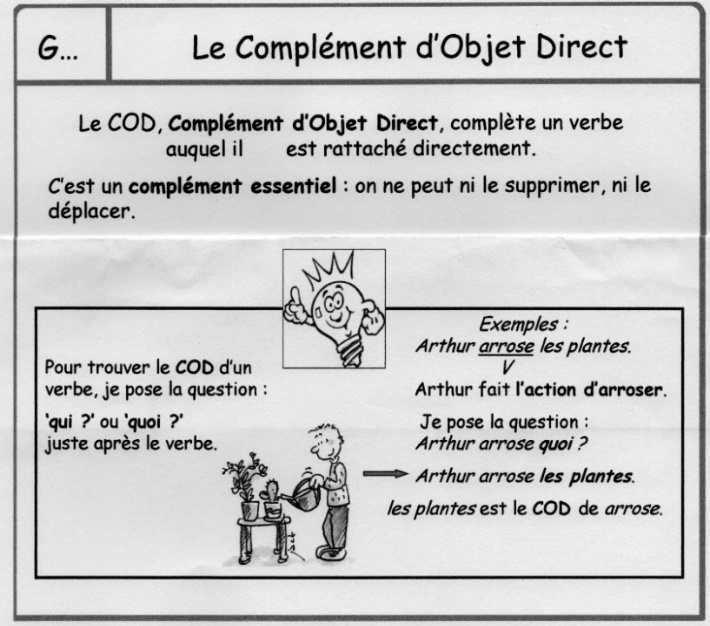 G...
Le Complément d'Objet Direct
Le COD, Complément d'Objet Direct, complète un verbe
auquel il est rattaché directement.
C'est un complément essentiel : on ne peut ni le supprimer, ni le
déplacer.
Pour trouver le COD d'un
verbe, je pose la question :
'qui ?' ou 'quoi ?'
juste après le verbe.
Exemples :
Arthur arrose les plantes.
V
Arthur fait l'action d'arroser.
Je pose la question :
Arthur arrose quoi ?
Arthur arrose les plantes.
les plantes est le COD de arrose.